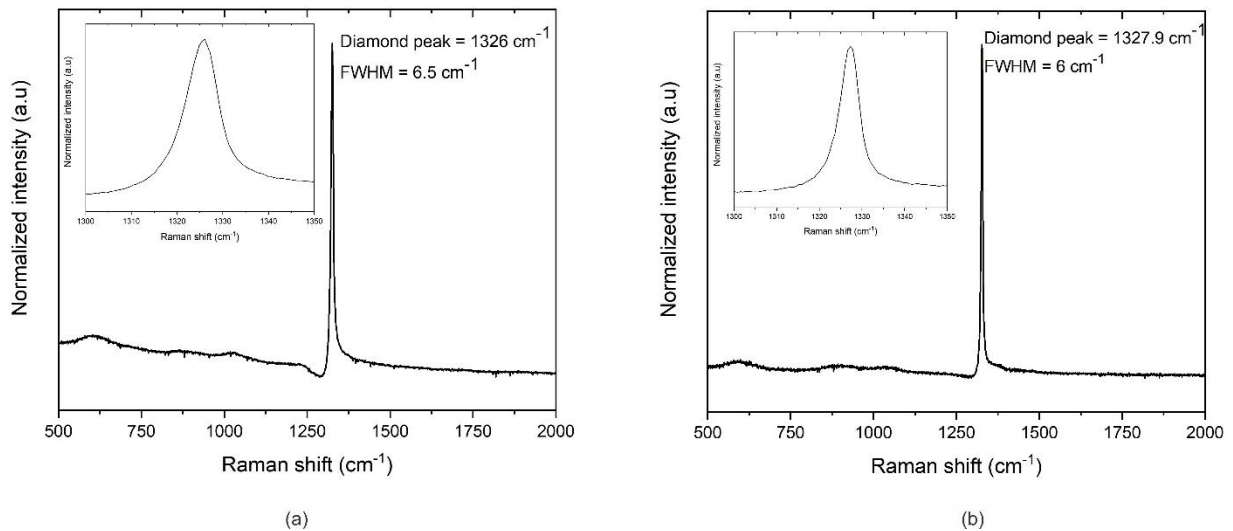 Diamond peak = 1326 cm⁻¹
FWHM = 6.5 cm⁻¹
Normalized intensity (a.u)
1300 1310 1320 1330 1340 1350
Raman shift (cm⁻¹)
Normalized intensity (a.u)
500 750 1000 1250 1500 1750 2000
Raman shift (cm⁻¹)
(a)
Diamond peak = 1327.9 cm⁻¹
FWHM = 6 cm⁻¹
Normalized intensity (a.u)
1300 1310 1320 1330 1340 1350
Raman shift (cm⁻¹)
Normalized intensity (a.u)
500 750 1000 1250 1500 1750 2000
Raman shift (cm⁻¹)
(b)